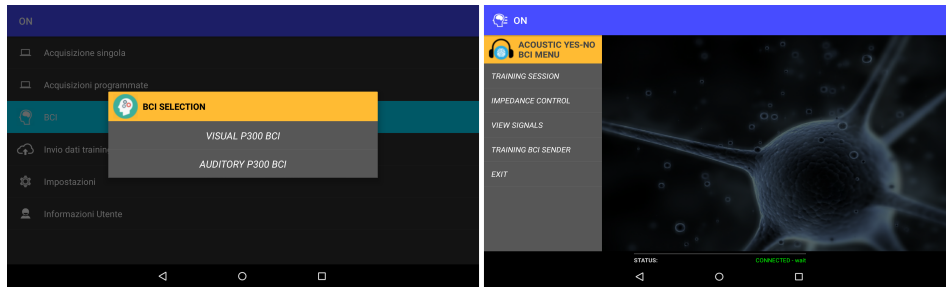 ON
Acquisizione singola
Acquisizioni programmate
BCI SELECTION
BCI
VISUAL P300 BCI
Invio dati training
AUDITORY P300 BCI
Impostazioni
Informazioni Utente
ON
ACOUSTIC YES-NO
BCI MENU
TRAINING SESSION
IMPEDANCE CONTROL
VIEW SIGNALS
TRAINING BCI SENDER
EXIT
STATUS: CONNECTED - wait